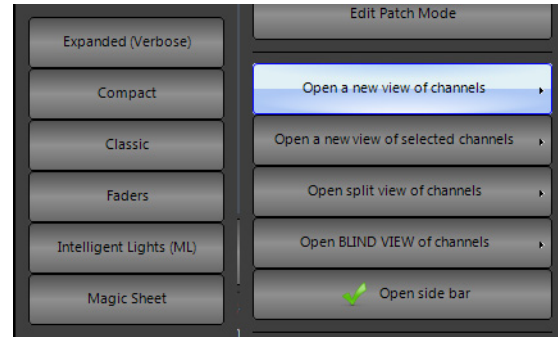 Expanded (Verbose)
Compact
Classic
Faders
Intelligent Lights (ML)
Magic Sheet
Edit Patch Mode
Open a new view of channels
Open a new view of selected channels
Open split view of channels
Open BLIND VIEW of channels
Open side bar